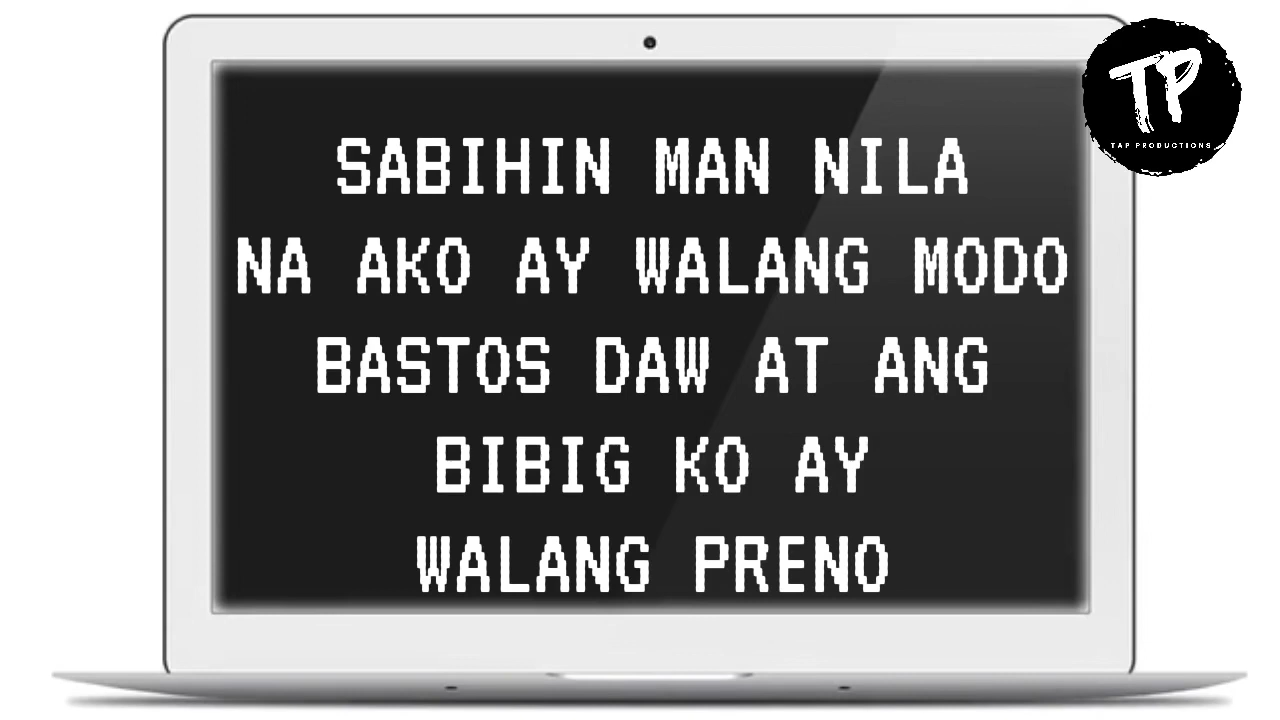 SABIHIN MAN NILA
NA AKO AY WALANG MODO
BASTOS DAW AT ANG
BIBIG KO AY
WALANG PRENO
TP
TAP PRODUCTIONS